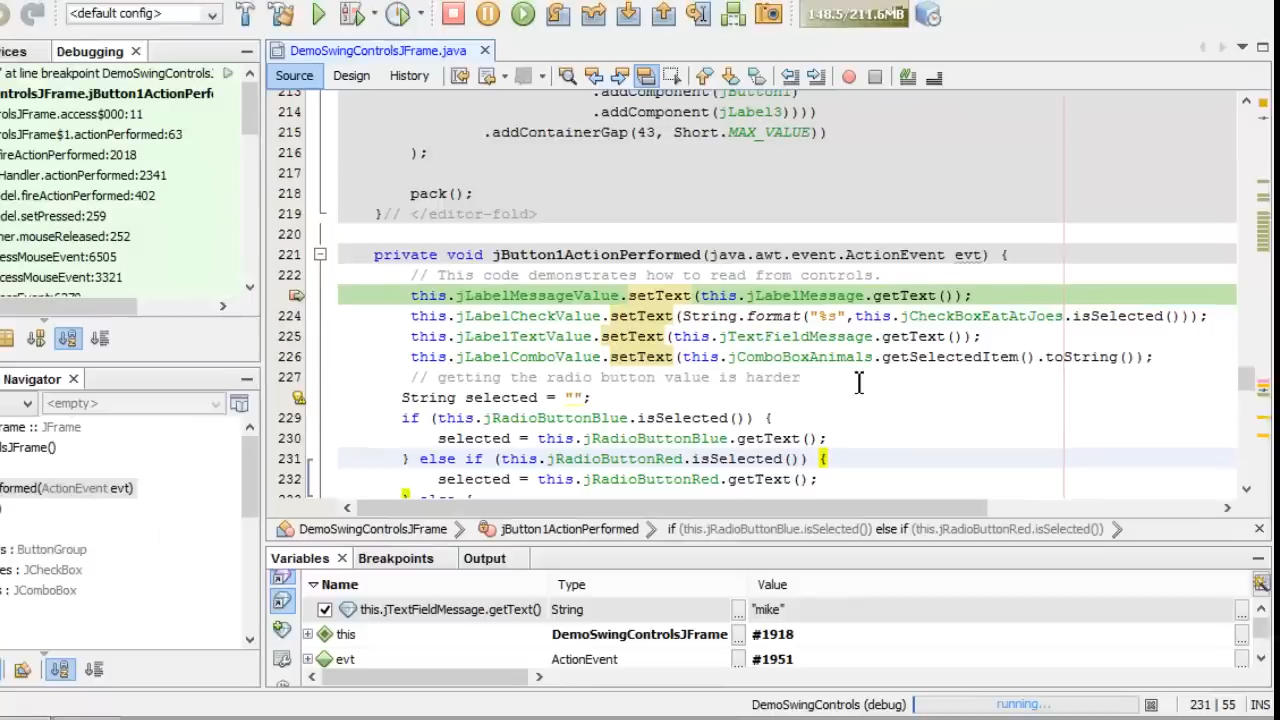 <default config>
148.5/211.6MB
ices
Debugging
DemoSwingControlsJFrame.java
' at line breakpoint DemoSwingControls.
ontrolsJFrame.jButton1ActionPerf
olsJFrame.access$000:11
rolsJFrame$1.actionPerformed:63
ireActionPerformed:2018
Handler.actionPerformed:2341
del.fireActionPerformed:402
del.setPressed:259
ner.mouseReleased:252
cessMouseEvent:6505
cessMouseEvent:3321
Source
Design
History
213 .addComponent(jButton1)
214 .addComponent(jLabel3))))
215 .addContainerGap(43, Short.MAX_VALUE))
216 );
217
218 pack();
219 }// </editor-fold>
220
221 private void jButton1ActionPerformed(java.awt.event.ActionEvent evt) {
222 // This code demonstrates how to read from controls.
this.jLabelMessageValue.setText(this.jLabelMessage.getText());
224 this.jLabelCheckValue.setText(String.format("%s",this.jCheckBoxEatAtJoes.isSelected()));
225 this.jLabelTextValue.setText(this.jTextFieldMessage.getText());
226 this.jLabelComboValue.setText(this.jComboBoxAnimals.getSelectedItem().toString());
227 // getting the radio button value is harder
String selected = "";
229 if (this.jRadioButtonBlue.isSelected()) {
230 selected = this.jRadioButtonBlue.getText();
231 } else if (this.jRadioButtonRed.isSelected()) {
232 selected = this.jRadioButtonRed.getText();
} else {
Navigator
<empty>
rame :: JFrame
lsJFrame()
formed(ActionEvent evt)
s : ButtonGroup
es : JCheckBox
s : JComboBox
DemoSwingControlsJFrame
jButton1ActionPerformed
if (this.jRadioButtonBlue.isSelected()) else if (this.jRadioButtonRed.isSelected())
Variables
Breakpoints
Output
Name Type Value
this.jTextFieldMessage.getText() String ... "mike" ...
this DemoSwingControlsJFrame ... #1918 ...
evt ActionEvent ... #1951 ...
DemoSwingControls (debug)
running...
231 | 55
INS